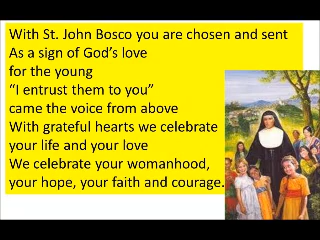 With St. John Bosco you are chosen and sent
As a sign of God’s love
for the young
“I entrust them to you”
came the voice from above
With grateful hearts we celebrate
your life and your love
We celebrate your womanhood,
your hope, your faith and courage.